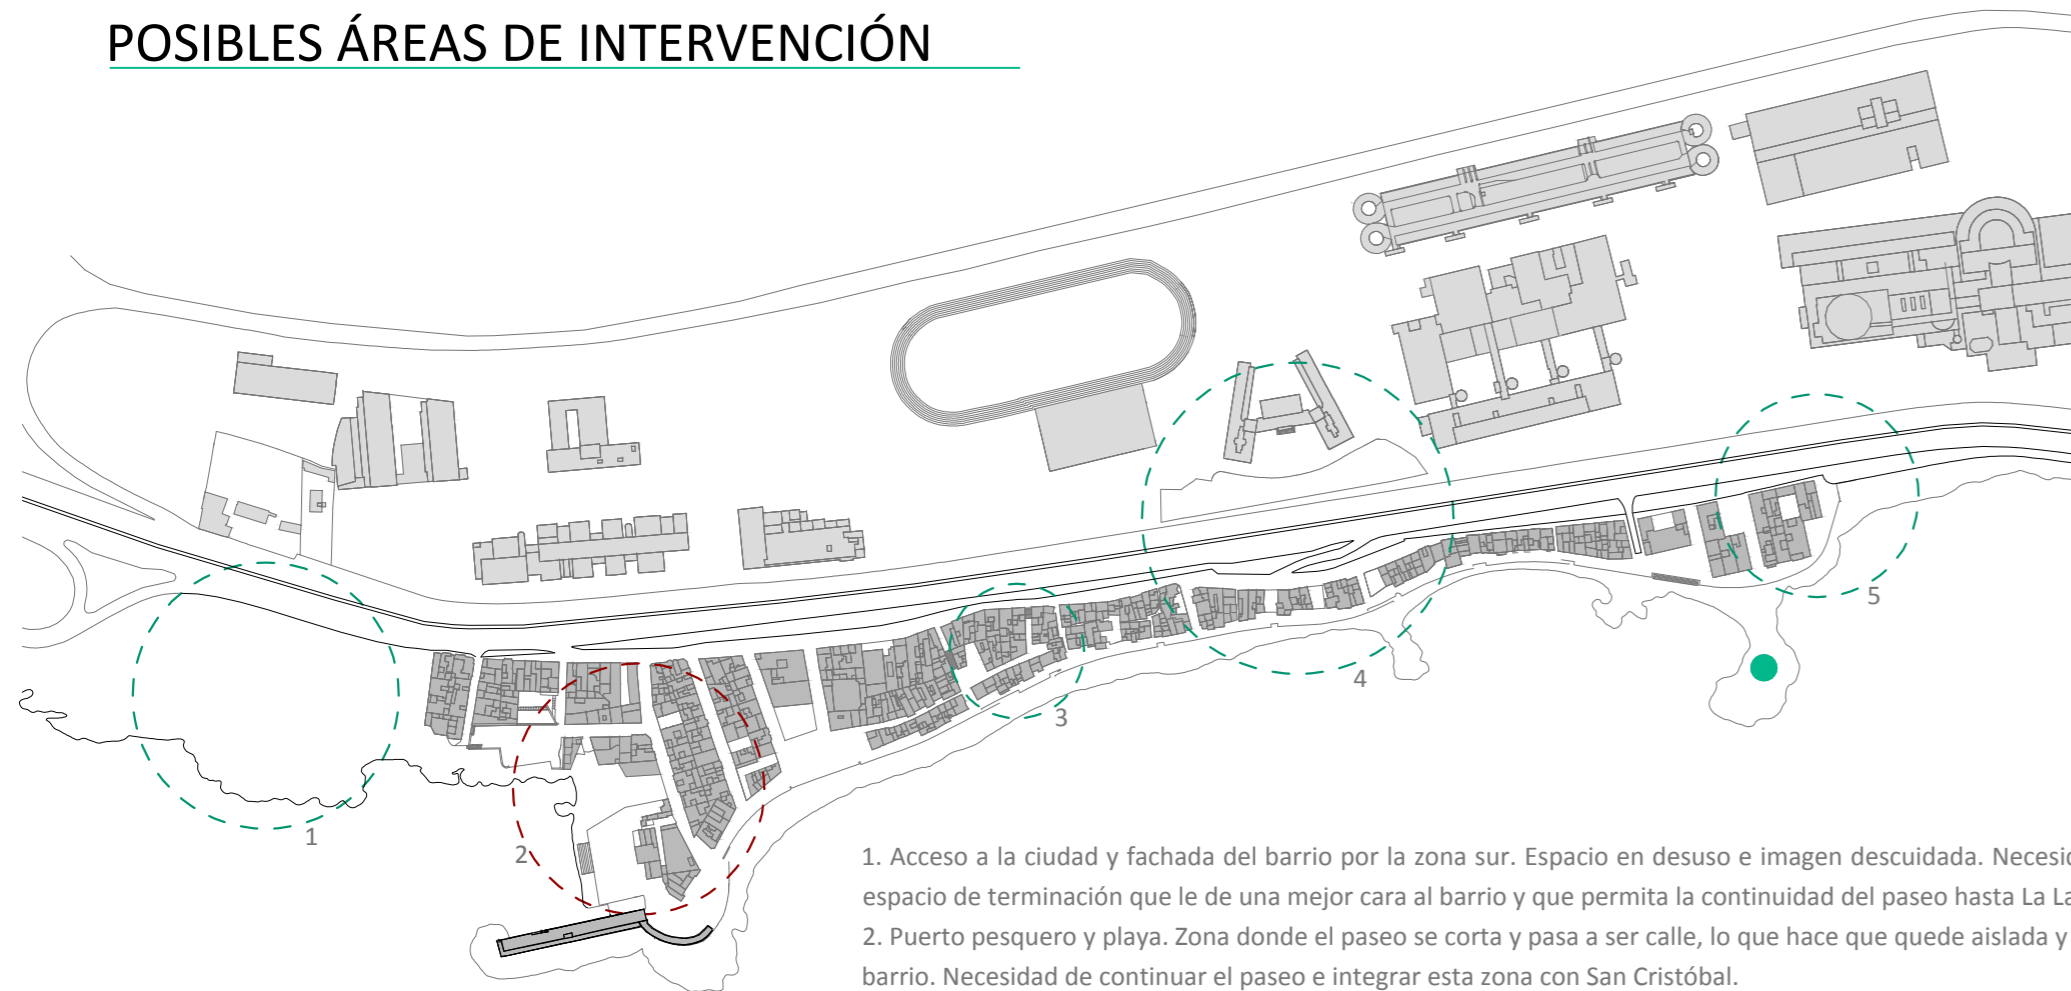 POSIBLES ÁREAS DE INTERVENCIÓN
5
4
3
1
2
1. Acceso a la ciudad y fachada del barrio por la zona sur. Espacio en desuso e imagen descuidada.
espacio de terminación que le de una mejor cara al barrio y que permita la continuidad del paseo hasta La
2. Puerto pesquero y playa. Zona donde el paseo se corta y pasa a ser calle, lo que hace que quede aislada y
barrio. Necesidad de continuar el paseo e integrar esta zona con San Cristóbal.